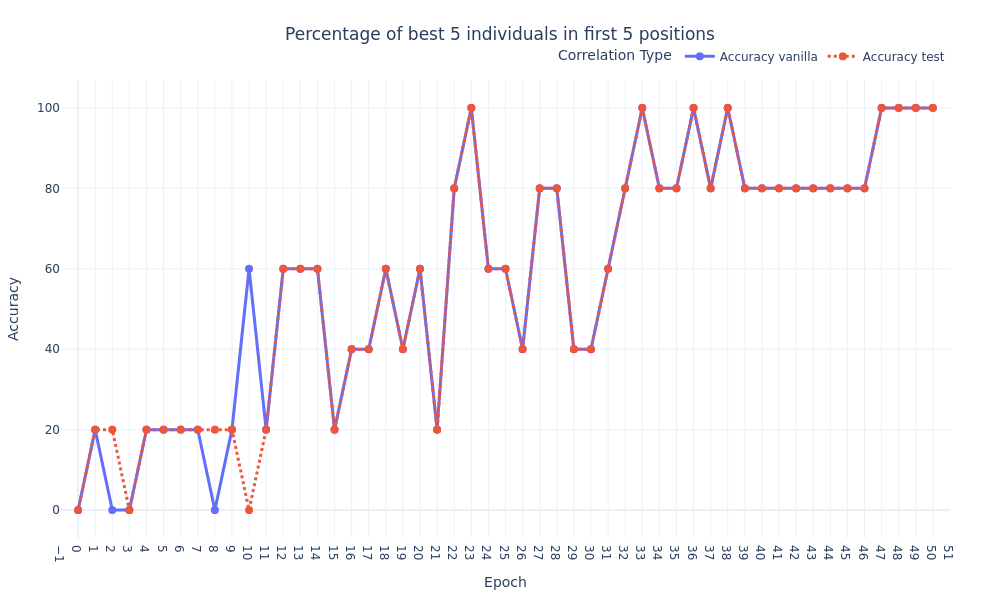 Percentage of best 5 individuals in first 5 positions
Correlation Type Accuracy vanilla Accuracy test
100
80
60
40
20
0
Accuracy
−1 0 1 2 3 4 5 6 7 8 9 10 11 12 13 14 15 16 17 18 19 20 21 22 23 24 25 26 27 28 29 30 31 32 33 34 35 36 37 38 39 40 41 42 43 44 45 46 47 48 49 50 51
Epoch